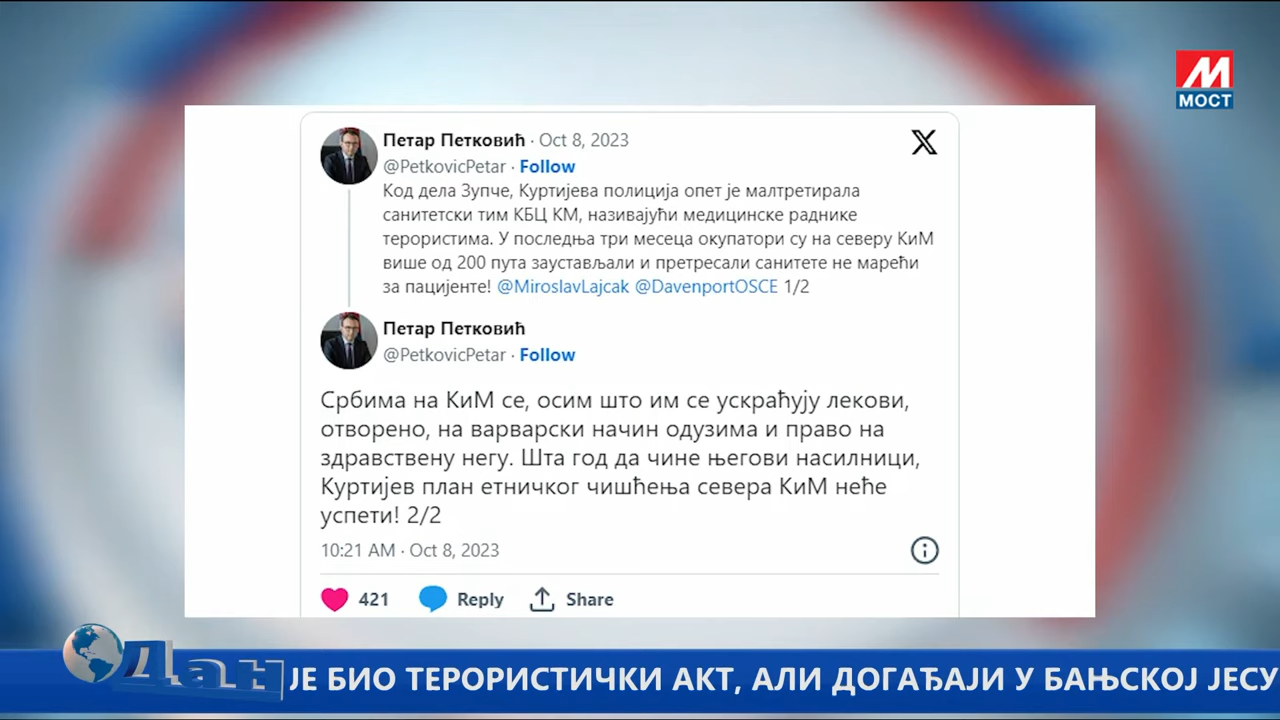 М
МОСТ
Петар Петковић · Oct 8, 2023
@PetkovicPetar · Follow
Код дела Зупче, Куртијева полиција опет је малтретирала
санитетски тим КБЦ КМ, називајући медицинске раднике
терористима. У последња три месеца окупатори су на северу КиМ
више од 200 пута заустављали и претресали санитете не марећи
за пацијенте! @MiroslavLajcak @DavenportOSCE 1/2
Петар Петковић
@PetkovicPetar · Follow
Србима на КиМ се, осим што им се ускраћују лекови,
отворено, на варварски начин одузима и право на
здравствену негу. Шта год да чине његови насилници,
Куртијев план етничког чишћења севера КиМ неће
успети! 2/2
10:21 AM · Oct 8, 2023
421 Reply Share
Дан
ЈЕ БИО ТЕРОРИСТИЧКИ АКТ, АЛИ ДОГАЂАЈИ У БАЊСКОЈ ЈЕСУ